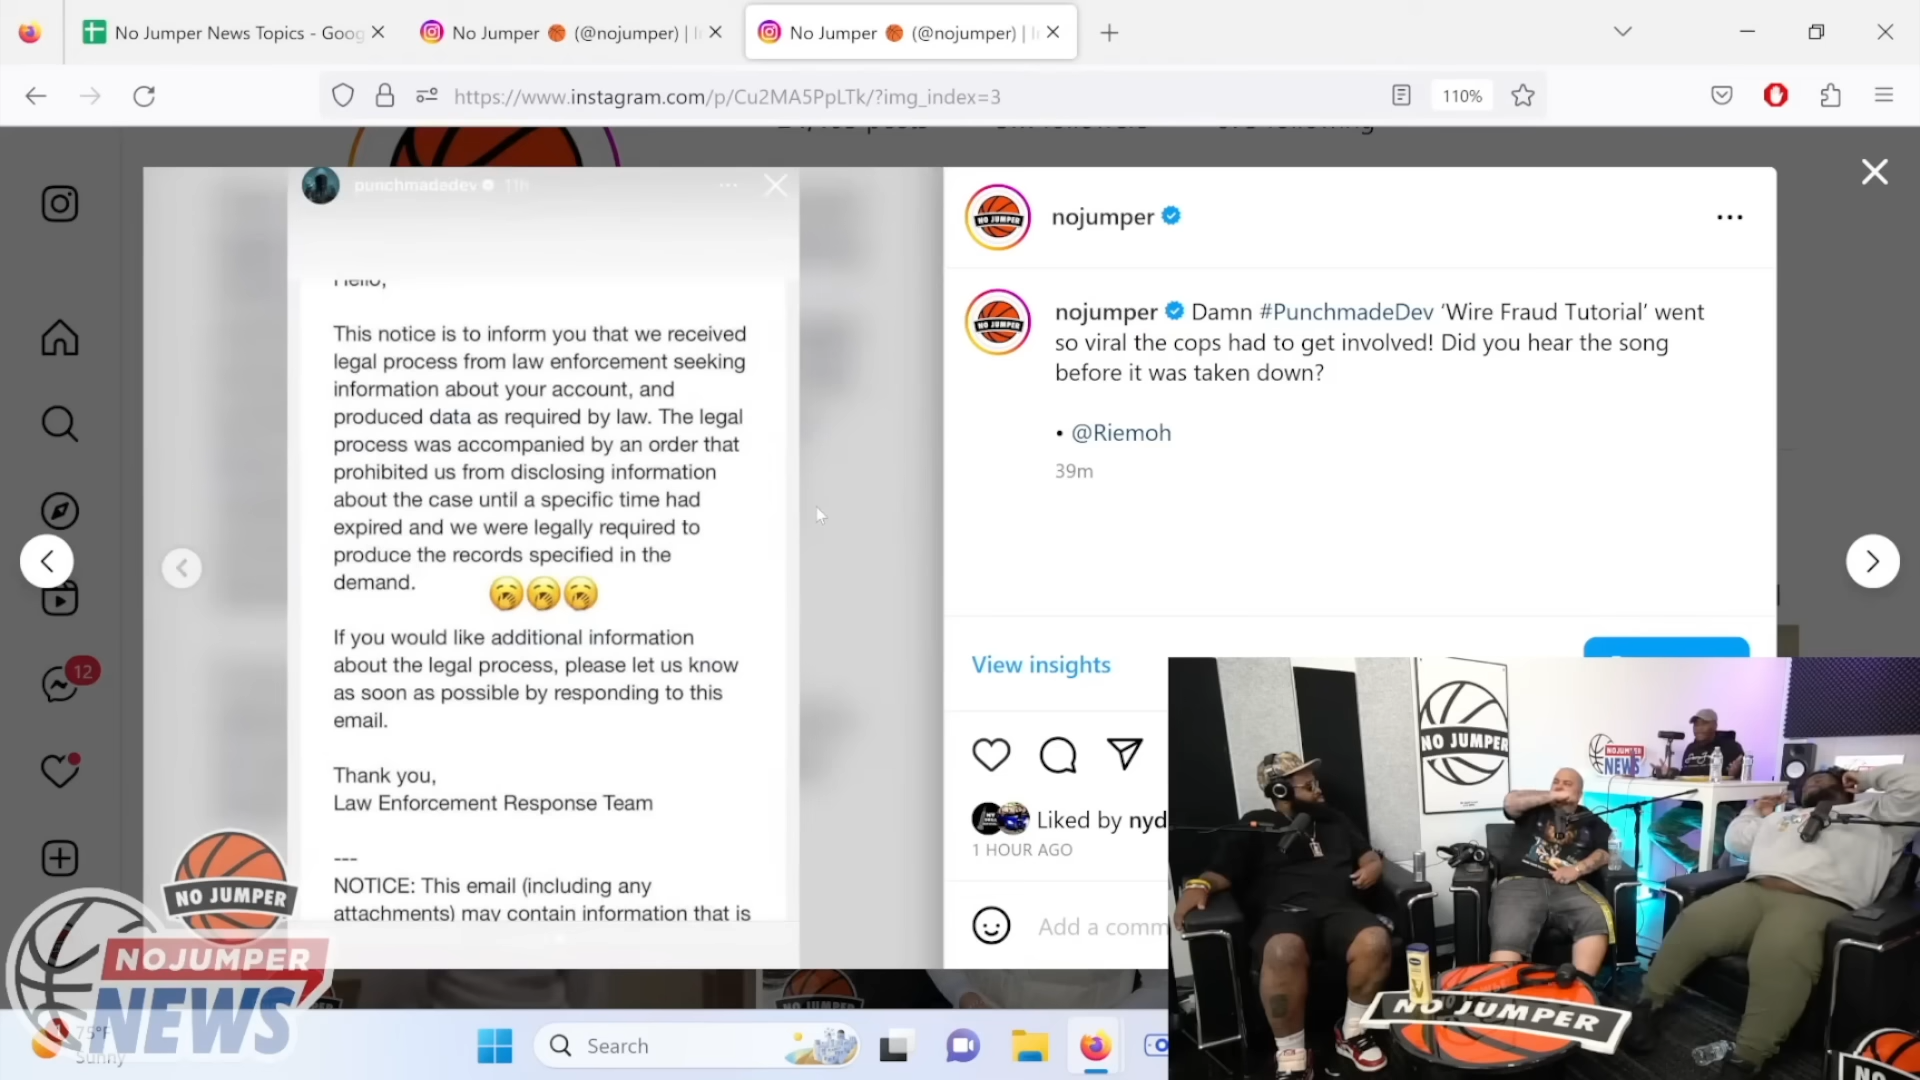 No Jumper News Topics - Goog
No Jumper 🏀 (@nojumper) | I
No Jumper 🏀 (@nojumper) | I
https://www.instagram.com/p/Cu2MA5PpLTk/?img_index=3
110%
punchmadedev 11h
Hello,
This notice is to inform you that we received
legal process from law enforcement seeking
information about your account, and
produced data as required by law. The legal
process was accompanied by an order that
prohibited us from disclosing information
about the case until a specific time had
expired and we were legally required to
produce the records specified in the
demand.
🥱🥱🥱
If you would like additional information
about the legal process, please let us know
as soon as possible by responding to this
email.
Thank you,
Law Enforcement Response Team
---
NOTICE: This email (including any
attachments) may contain information that is
nojumper
nojumper Damn #PunchmadeDev ‘Wire Fraud Tutorial’ went
so viral the cops had to get involved! Did you hear the song
before it was taken down?
• @Riemoh
39m
View insights
Liked by nyd
1 HOUR AGO
Add a comm
12
NO JUMPER
NOJUMPER
NEWS
75°F
Sunny
Search
NO JUMPER
NOJUMPER
NEWS
NO JUMPER
NO JUMPER